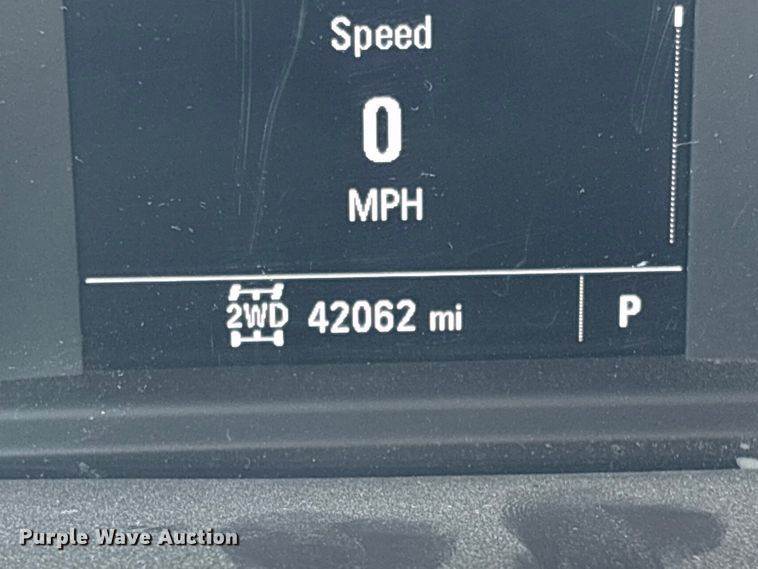 Speed
0
MPH
2WD 42062 mi P
Purple Wave Auction